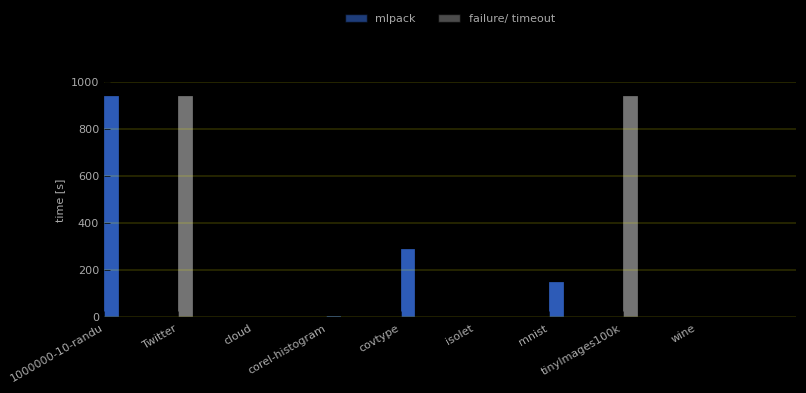 mlpack
failure/ timeout
time [s]
1000
800
600
400
200
0
1000000-10-randu
Twitter
cloud
corel-histogram
covtype
isolet
mnist
tinyImages100k
wine